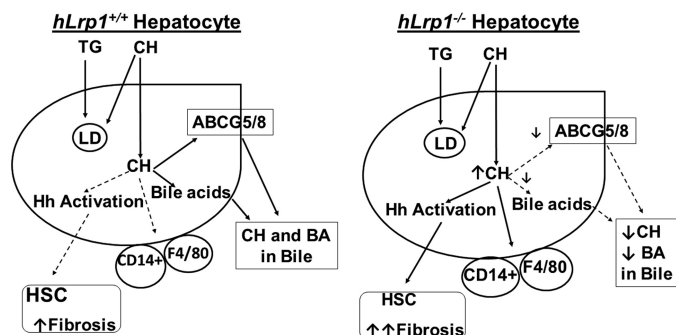 hLrp1+/+ Hepatocyte
TG
CH
LD
ABCG5/8
CH
Hh Activation
Bile acids
CD14+
F4/80
CH and BA
in Bile
HSC
↑Fibrosis
hLrp1-/- Hepatocyte
TG
CH
LD
↓
ABCG5/8
↑CH
↓
Hh Activation
Bile acids
CD14+
F4/80
↓CH
↓ BA
in Bile
HSC
↑↑Fibrosis